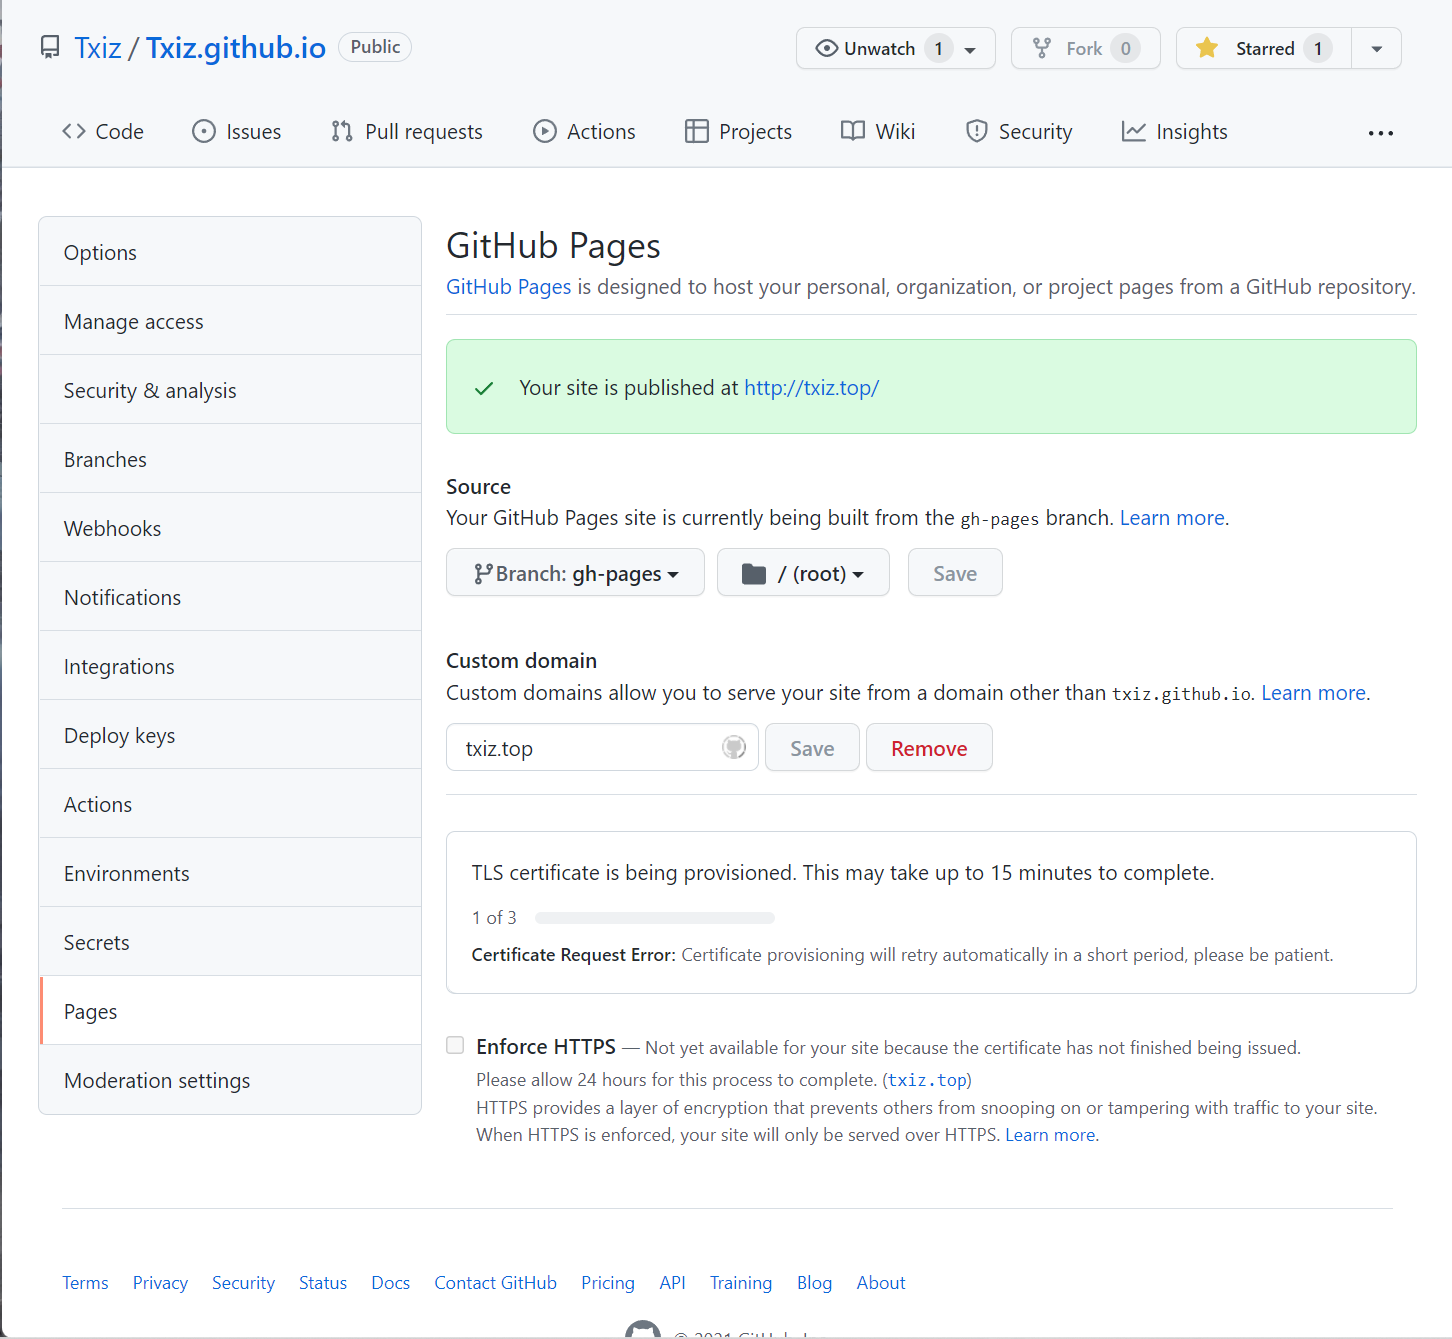 Txiz / Txiz.github.io Public Unwatch 1 Fork 0 Starred 1
Code Issues Pull requests Actions Projects Wiki Security Insights ...
Options
Manage access
Security & analysis
Branches
Webhooks
Notifications
Integrations
Deploy keys
Actions
Environments
Secrets
Pages
Moderation settings
GitHub Pages
GitHub Pages is designed to host your personal, organization, or project pages from a GitHub repository.
Your site is published at http://txiz.top/
Source
Your GitHub Pages site is currently being built from the gh-pages branch. Learn more.
Branch: gh-pages / (root) Save
Custom domain
Custom domains allow you to serve your site from a domain other than txiz.github.io. Learn more.
txiz.top Save Remove
TLS certificate is being provisioned. This may take up to 15 minutes to complete.
1 of 3
Certificate Request Error: Certificate provisioning will retry automatically in a short period, please be patient.
Enforce HTTPS — Not yet available for your site because the certificate has not finished being issued.
Please allow 24 hours for this process to complete. (txiz.top)
HTTPS provides a layer of encryption that prevents others from snooping on or tampering with traffic to your site.
When HTTPS is enforced, your site will only be served over HTTPS. Learn more.
Terms Privacy Security Status Docs Contact GitHub Pricing API Training Blog About
© 2021 GitHub